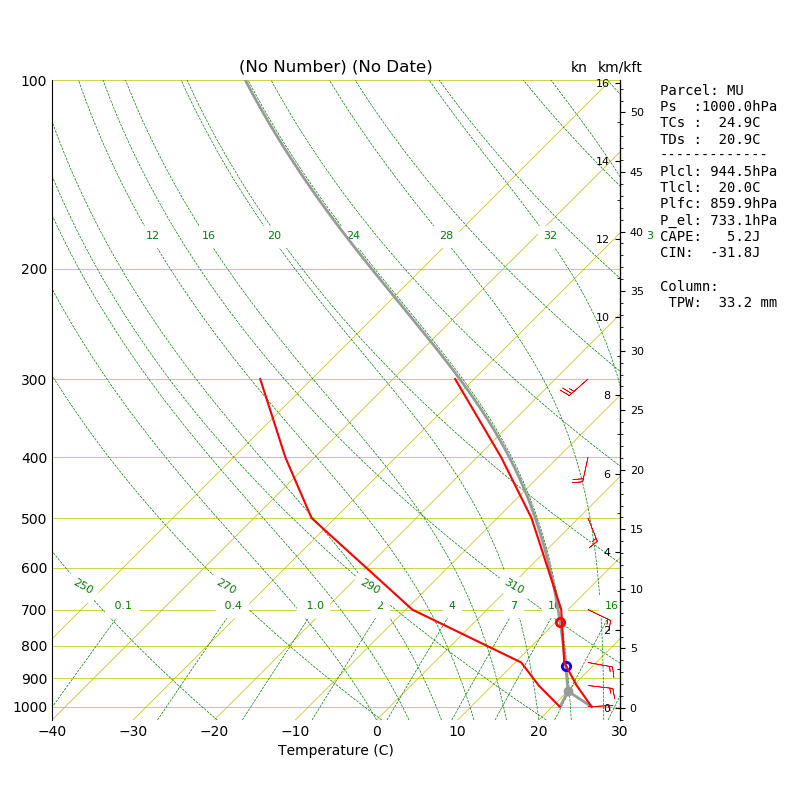 (No Number) (No Date)
kn km/kft
Parcel: MU
Ps :1000.0hPa
TCs : 24.9C
TDs : 20.9C
-------------
Plcl: 944.5hPa
Tlcl: 20.0C
Plfc: 859.9hPa
P_el: 733.1hPa
CAPE: 5.2J
CIN: -31.8J
Column:
TPW: 33.2 mm
100
200
300
400
500
600
700
800
900
1000
12 16 20 24 28 32 3
250 270 290 310
0.1 0.4 1.0 2 4 7 16
16
14
12
10
8
6
4
2
0
50
45
40
35
30
25
20
15
10
5
0
−40 −30 −20 −10 0 10 20 30
Temperature (C)